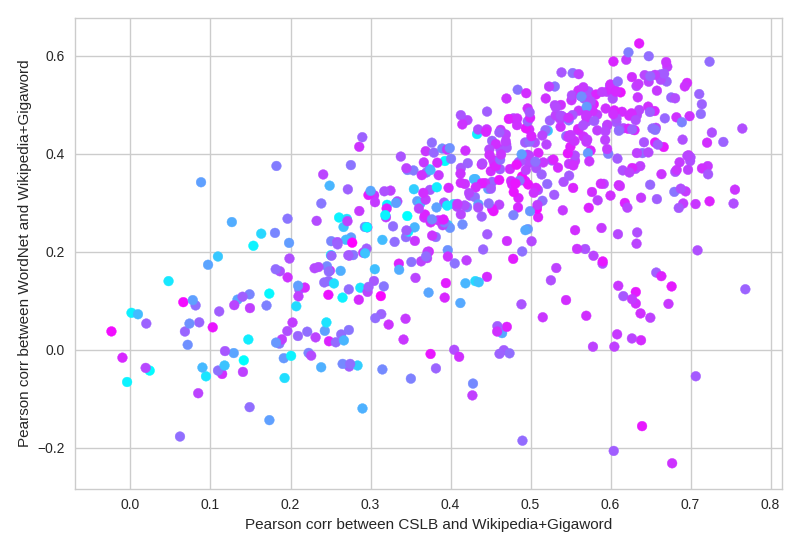 Pearson corr between WordNet and Wikipedia+Gigaword
0.6
0.4
0.2
0.0
−0.2
0.0 0.1 0.2 0.3 0.4 0.5 0.6 0.7 0.8
Pearson corr between CSLB and Wikipedia+Gigaword